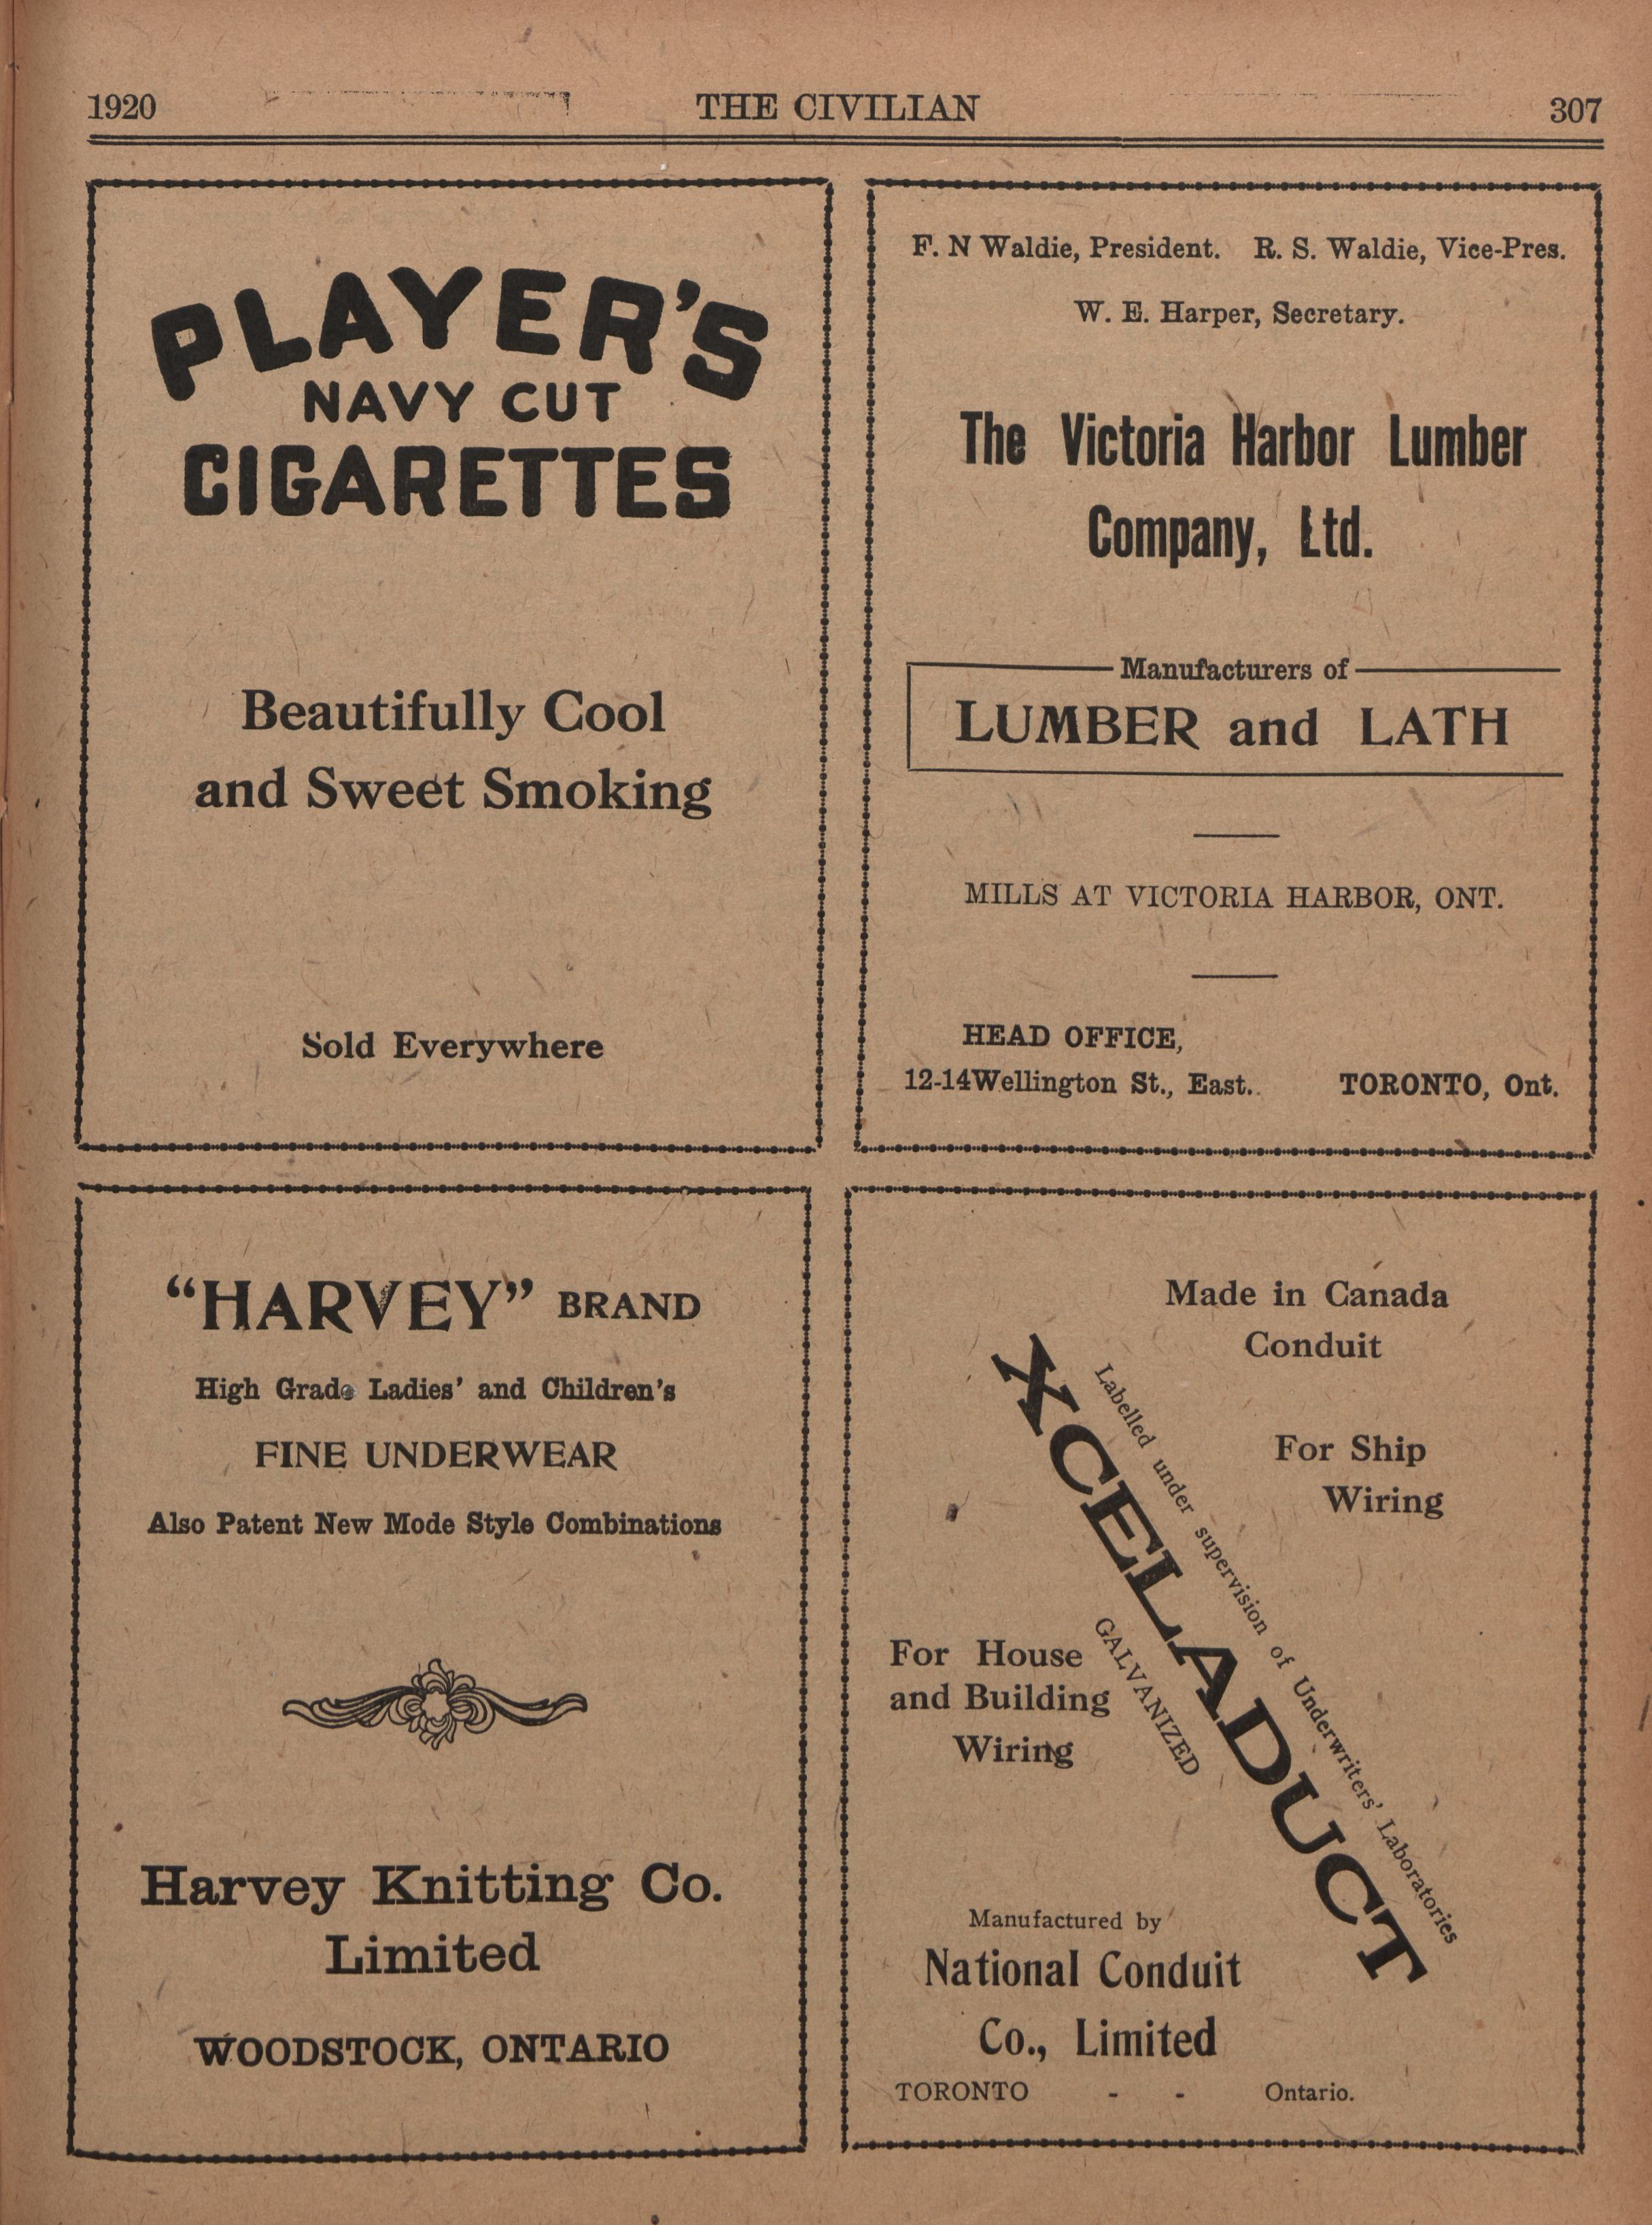 1920
THE CIVILIAN
307
PLAYER'S
NAVY CUT
CIGARETTES
Beautifully Cool
and Sweet Smoking
Sold Everywhere
F. N Waldie, President. R. S. Waldie, Vice-Pres.
W. E. Harper, Secretary.
The Victoria Harbor Lumber
Company, Ltd.
Manufacturers of
LUMBER and LATH
MILLS AT VICTORIA HARBOR, ONT.
HEAD OFFICE,
12-14Wellington St., East. TORONTO, Ont.
"HARVEY" BRAND
High Grade Ladies' and Children's
FINE UNDERWEAR
Also Patent New Mode Style Combinations
Harvey Knitting Co.
Limited
WOODSTOCK, ONTARIO
Made in Canada
Conduit
For Ship
Wiring
Labelled under supervision of Underwriters' Laboratories
XCELADUCT
GALVANIZED
For House
and Building
Wiring
Manufactured by
National Conduit
Co., Limited
TORONTO - - Ontario.